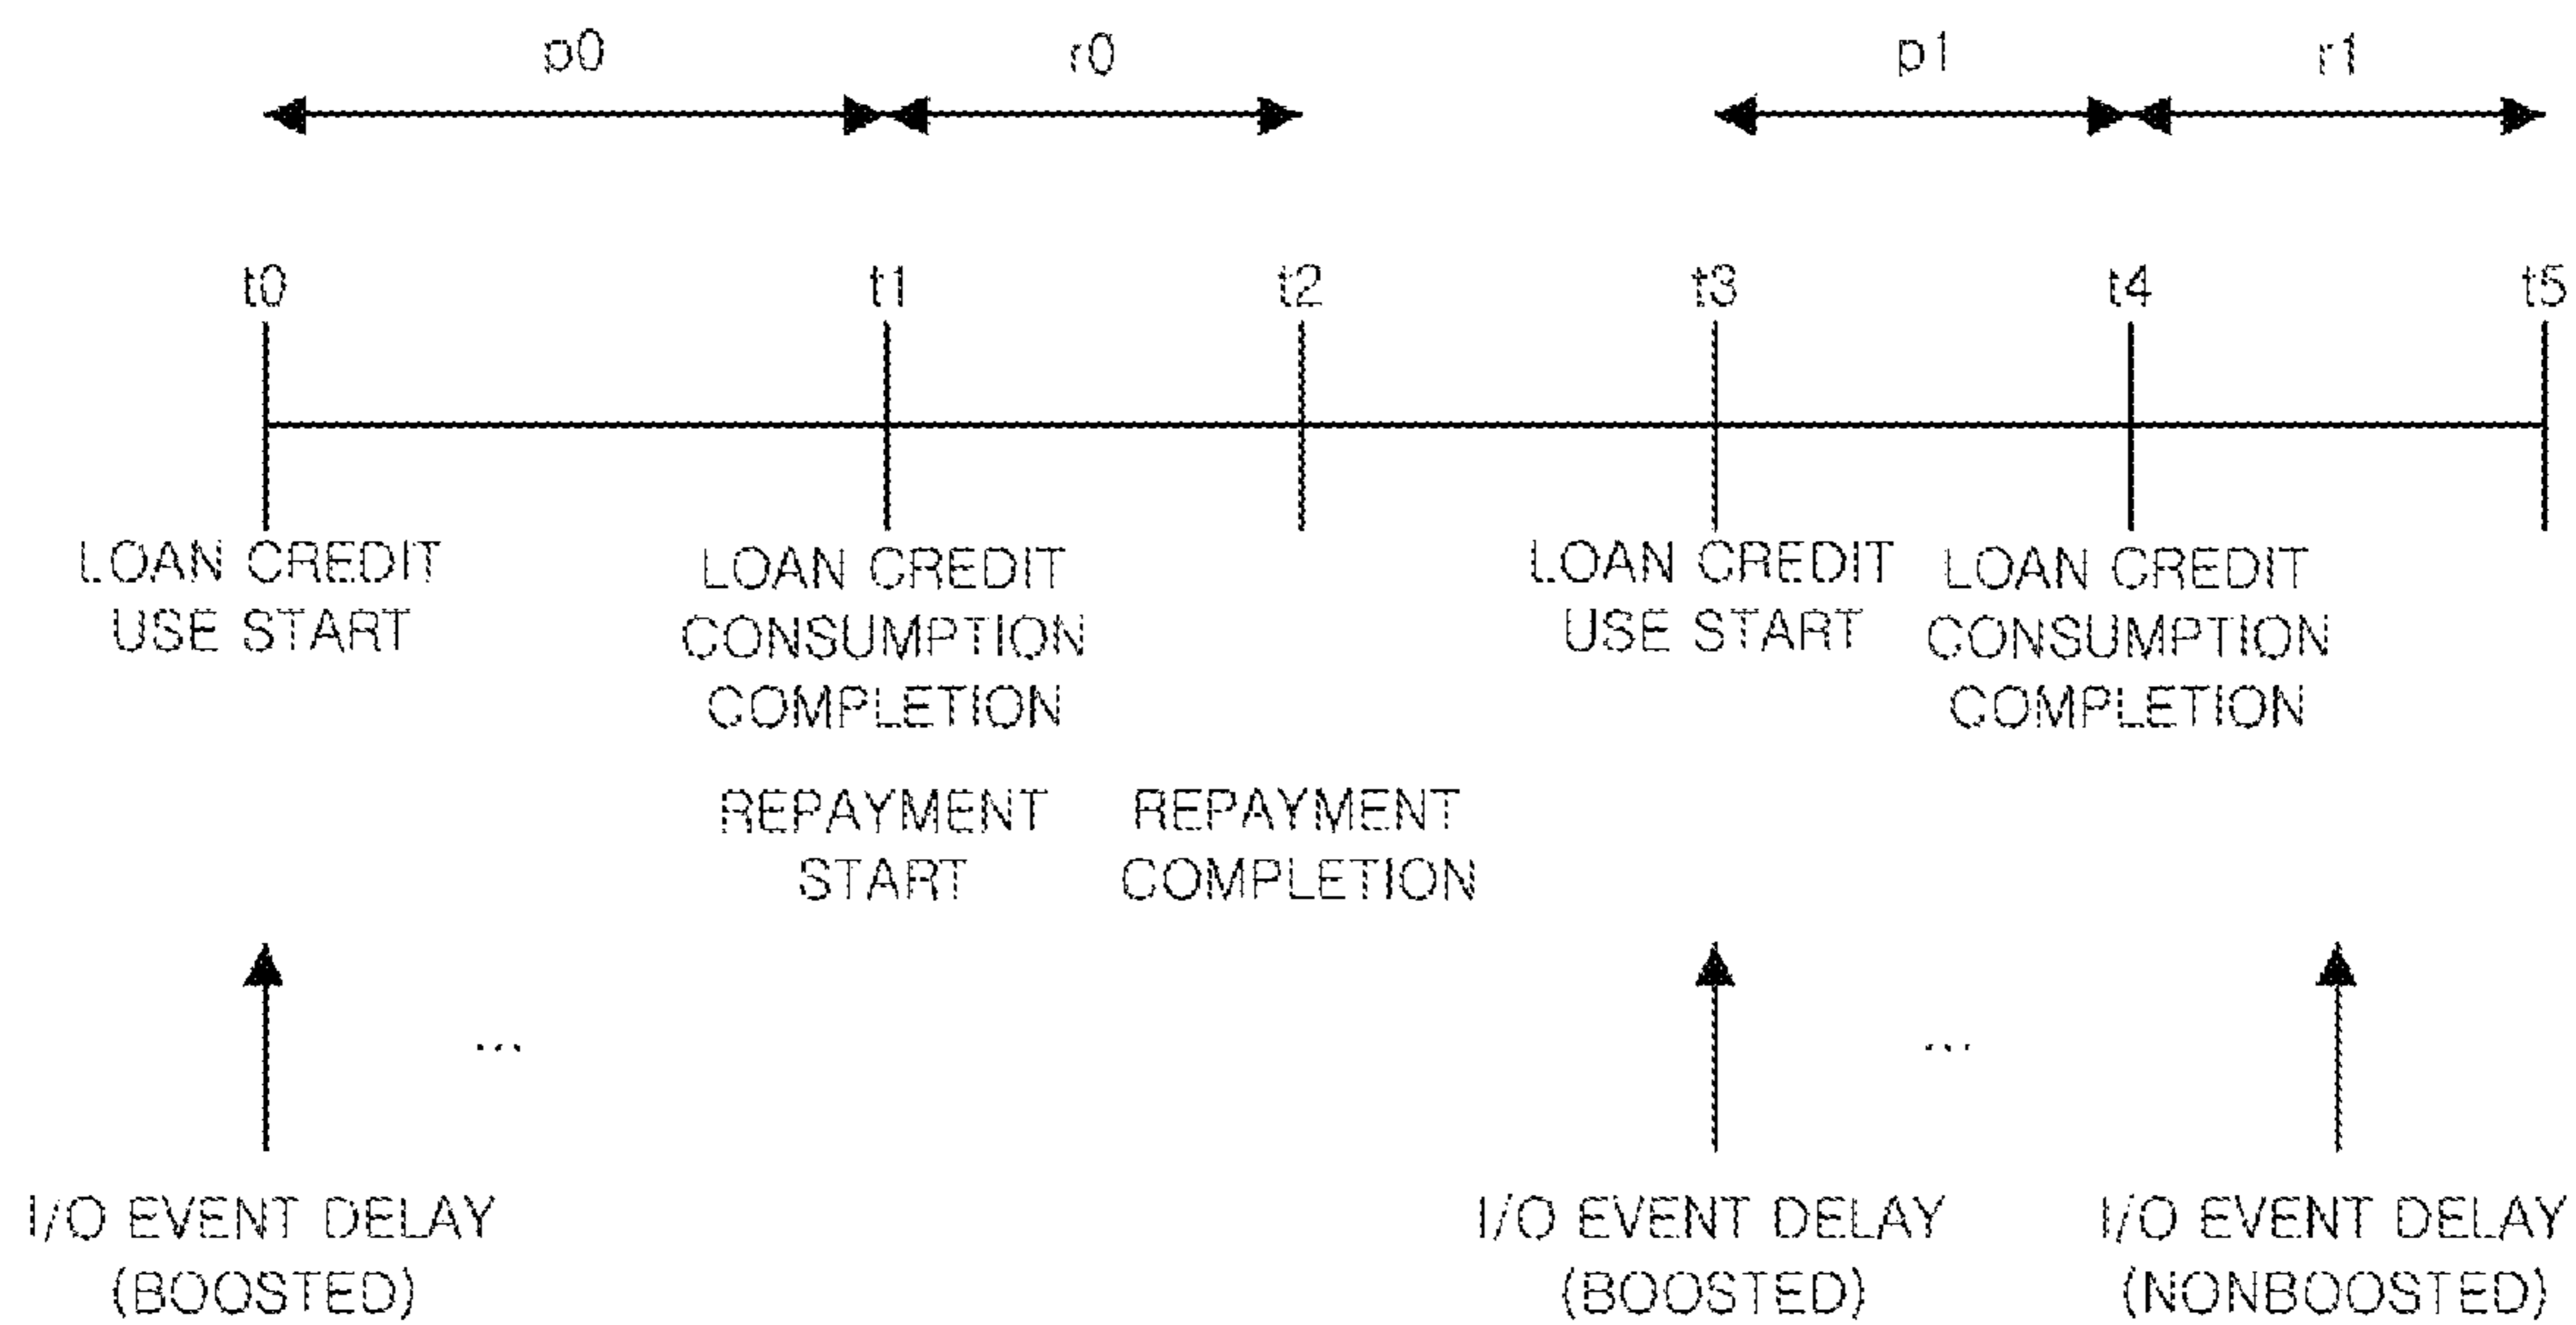 p0 r0 p1 r1
t0 t1 t2 t3 t4 t5
LOAN CREDIT
USE START
LOAN CREDIT
CONSUMPTION
COMPLETION
LOAN CREDIT
USE START
LOAN CREDIT
CONSUMPTION
COMPLETION
REPAYMENT
START
REPAYMENT
COMPLETION
... ...
I/O EVENT DELAY
(BOOSTED)
I/O EVENT DELAY
(BOOSTED)
I/O EVENT DELAY
(NONBOOSTED)